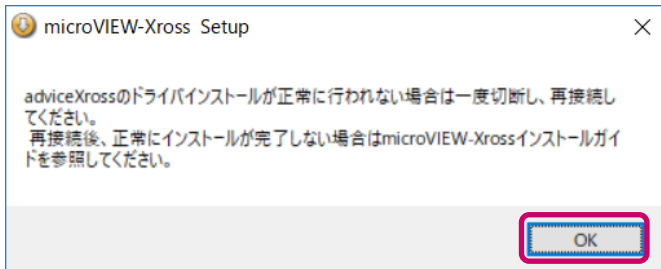 microVIEW-Xross Setup
adviceXrossのドライバインストールが正常に行われない場合は一度切断し、再接続し
てください。
再接続後、正常にインストールが完了しない場合はmicroVIEW-Xrossインストールガイ
ドを参照してください。
OK